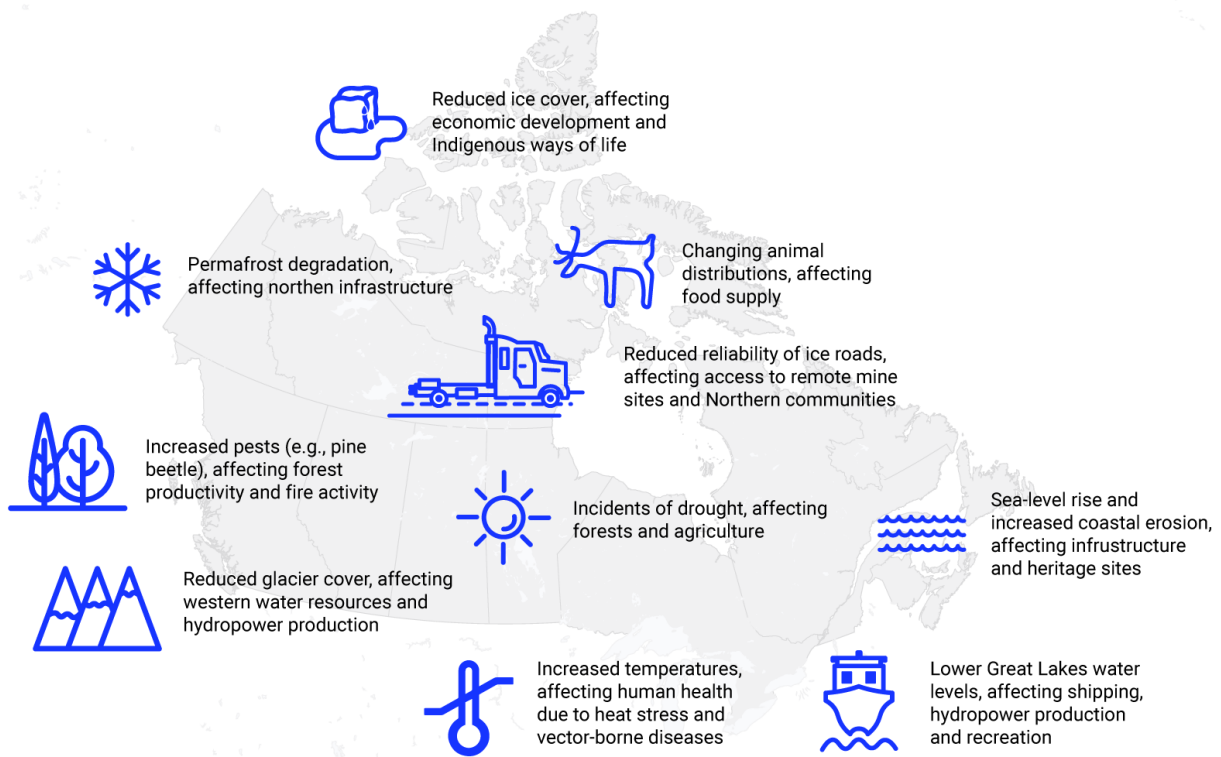 Reduced ice cover, affecting
economic development and
Indigenous ways of life
Changing animal
distributions, affecting
food supply
Permafrost degradation,
affecting northen infrastructure
Reduced reliability of ice roads,
affecting access to remote mine
sites and Northern communities
Increased pests (e.g., pine
beetle), affecting forest
productivity and fire activity
Incidents of drought, affecting
forests and agriculture
Sea-level rise and
increased coastal erosion,
affecting infrustructure
and heritage sites
Reduced glacier cover, affecting
western water resources and
hydropower production
Increased temperatures,
affecting human health
due to heat stress and
vector-borne diseases
Lower Great Lakes water
levels, affecting shipping,
hydropower production
and recreation